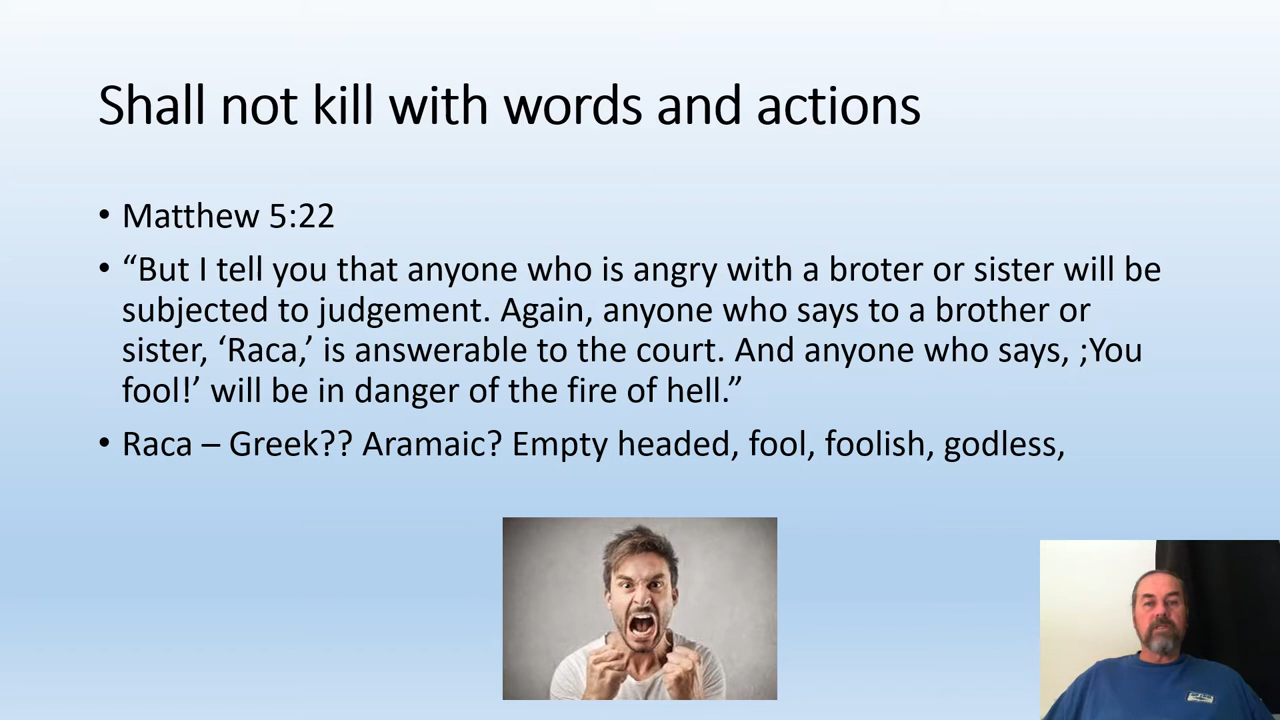 Shall not kill with words and actions
• Matthew 5:22
• “But I tell you that anyone who is angry with a broter or sister will be
subjected to judgement. Again, anyone who says to a brother or
sister, ‘Raca,’ is answerable to the court. And anyone who says, ;You
fool!’ will be in danger of the fire of hell.”
• Raca – Greek?? Aramaic? Empty headed, fool, foolish, godless,